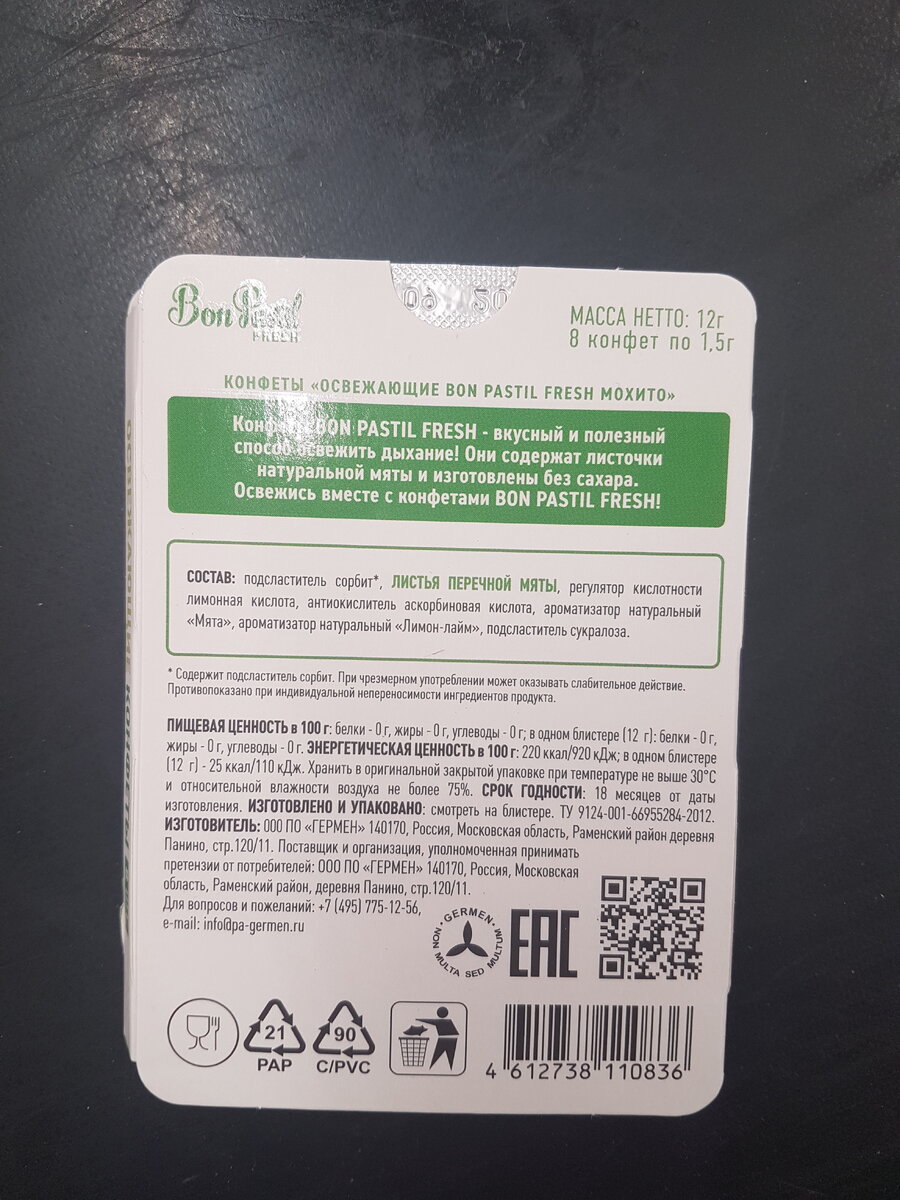 Bon Pastil
FRESH
МАССА НЕТТО: 12г
8 конфет по 1,5г
КОНФЕТЫ «ОСВЕЖАЮЩИЕ BON PASTIL FRESH МОХИТО»
BON PASTIL FRESH - вкусный и полезный
способ освежить дыхание! Они содержат листочки
натуральной мяты и изготовлены без сахара.
Освежись вместе с конфетами BON PASTIL FRESH!
СОСТАВ: подсластитель сорбит*, ЛИСТЬЯ ПЕРЕЧНОЙ МЯТЫ, регулятор кислотности
лимонная кислота, антиокислитель аскорбиновая кислота, ароматизатор натуральный
«Мята», ароматизатор натуральный «Лимон-лайм», подсластитель сукралоза.
* Содержит подсластитель сорбит. При чрезмерном употреблении может оказывать слабительное действие.
Противопоказано при индивидуальной непереносимости ингредиентов продукта.
ПИЩЕВАЯ ЦЕННОСТЬ в 100 г: белки - 0 г, жиры - 0 г, углеводы - 0 г; в одном блистере (12 г): белки - 0 г,
жиры - 0 г, углеводы - 0 г. ЭНЕРГЕТИЧЕСКАЯ ЦЕННОСТЬ в 100 г: 220 ккал/920 кДж; в одном блистере
(12 г) - 25 ккал/110 кДж. Хранить в оригинальной закрытой упаковке при температуре не выше 30°С
и относительной влажности воздуха не более 75%. СРОК ГОДНОСТИ: 18 месяцев от даты
изготовления. ИЗГОТОВЛЕНО И УПАКОВАНО: смотреть на блистере. ТУ 9124-001-66955284-2012.
ИЗГОТОВИТЕЛЬ: ООО ПО «ГЕРМЕН» 140170, Россия, Московская область, Раменский район деревня
Панино, стр.120/11. Поставщик и организация, уполномоченная принимать
претензии от потребителей: ООО ПО «ГЕРМЕН» 140170, Россия, Московская
область, Раменский район, деревня Панино, стр.120/11.
Для вопросов и пожеланий: +7 (495) 775-12-56,
e-mail: info@pa-germen.ru
· GERMEN ·
NON MULTA SED MULTUM
EAC
21
PAP
90
C/PVC
4 612738 110836